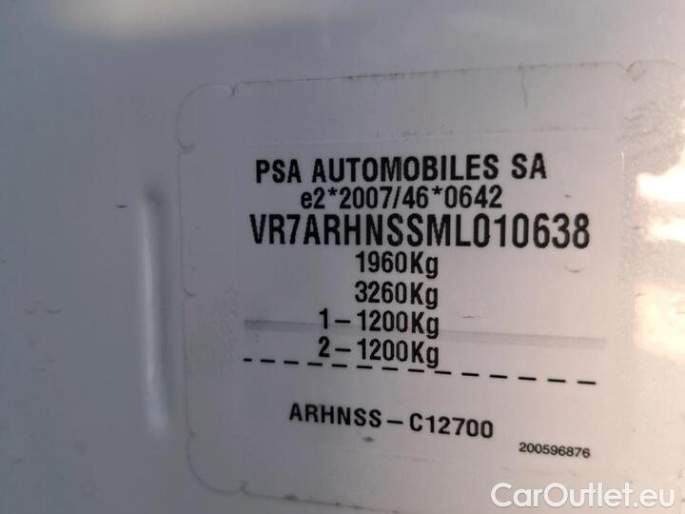 PSA AUTOMOBILES SA
e2*2007/46*0642
VR7ARHNSSML010638
1960Kg
3260Kg
1-1200Kg
2-1200Kg
ARHNSS-C12700
200596876
CarOutlet.eu